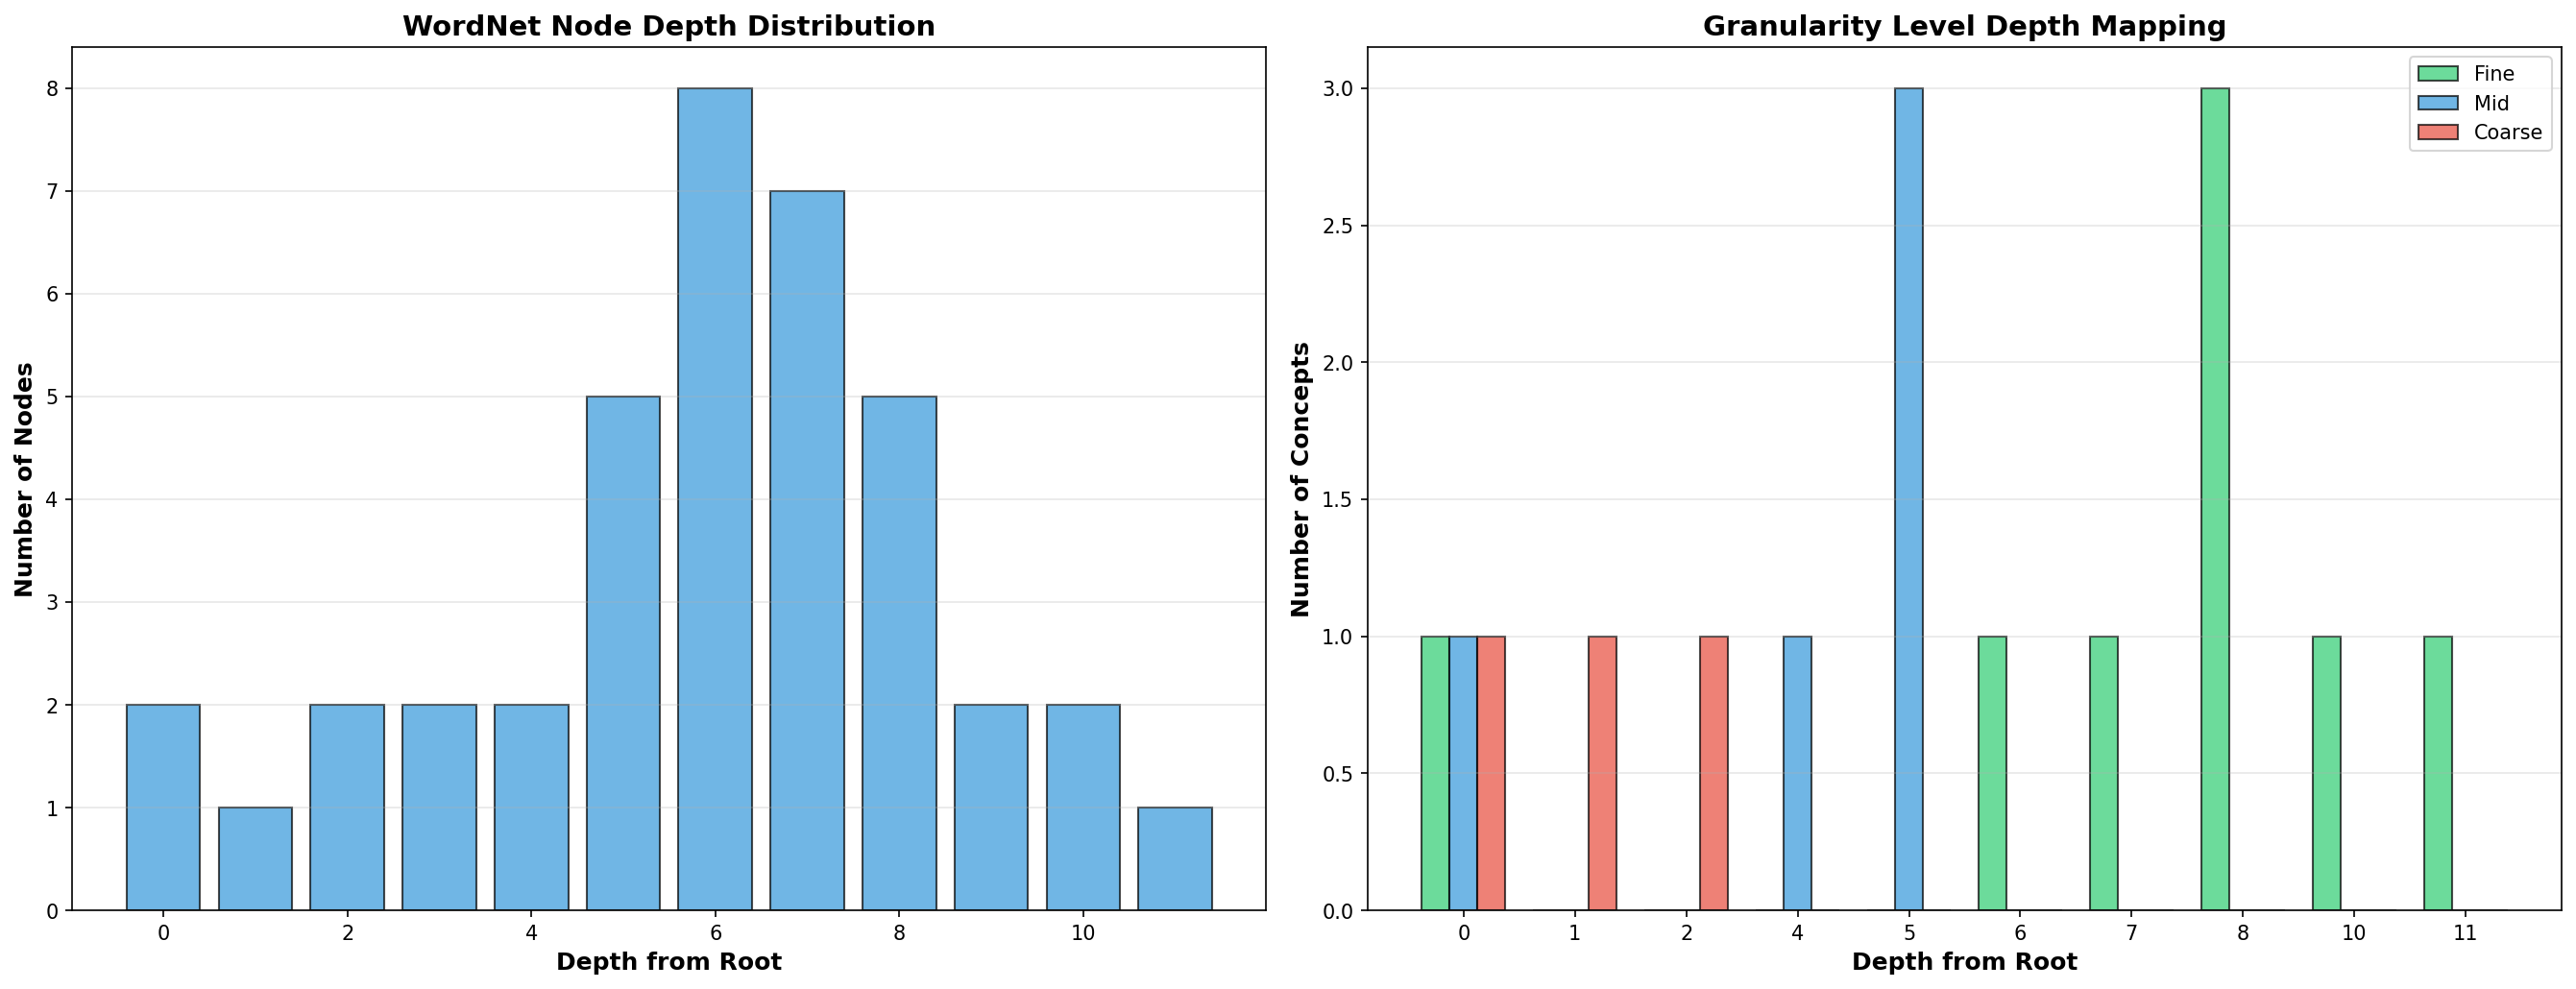 WordNet Node Depth Distribution
Number of Nodes
8
7
6
5
4
3
2
1
0
0 2 4 6 8 10
Depth from Root
Granularity Level Depth Mapping
Number of Concepts
3.0
2.5
2.0
1.5
1.0
0.5
0.0
Fine
Mid
Coarse
0 1 2 4 5 6 7 8 10 11
Depth from Root